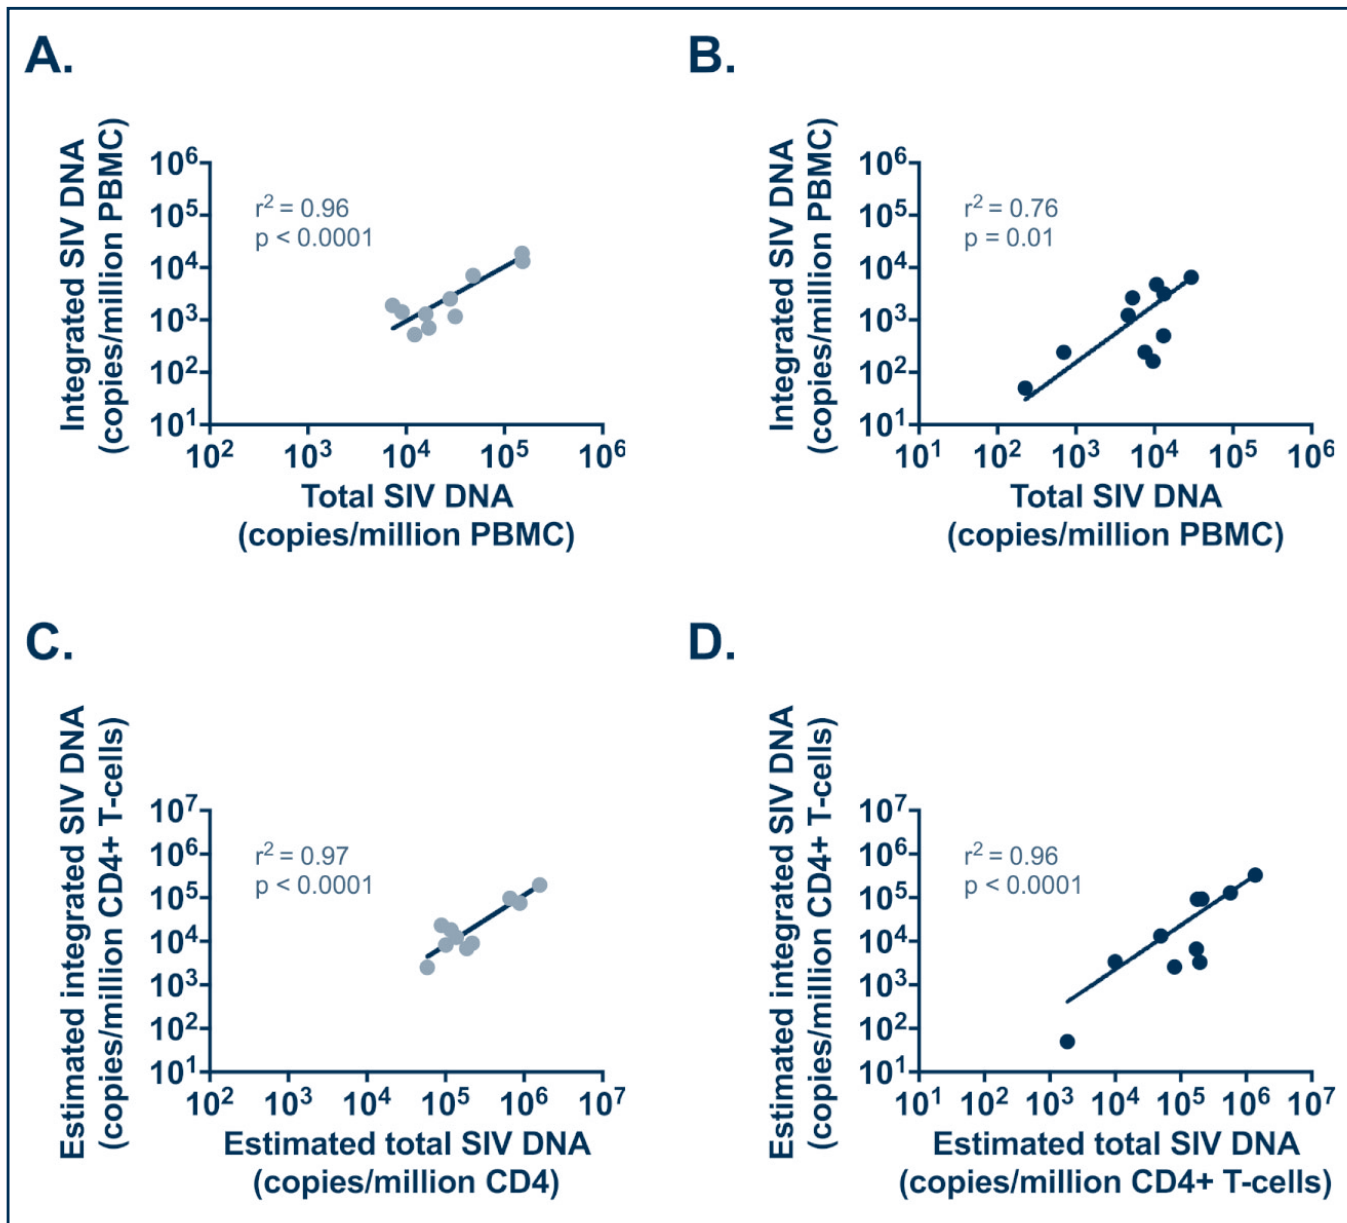 A.
Integrated SIV DNA
(copies/million PBMC)
10⁶
10⁵
10⁴
10³
10²
10¹
r² = 0.96
p < 0.0001
10² 10³ 10⁴ 10⁵ 10⁶
Total SIV DNA
(copies/million PBMC)
B.
Integrated SIV DNA
(copies/million PBMC)
10⁶
10⁵
10⁴
10³
10²
10¹
r² = 0.76
p = 0.01
10¹ 10² 10³ 10⁴ 10⁵ 10⁶
Total SIV DNA
(copies/million PBMC)
C.
Estimated integrated SIV DNA
(copies/million CD4+ T-cells)
10⁷
10⁶
10⁵
10⁴
10³
10²
10¹
r² = 0.97
p < 0.0001
10² 10³ 10⁴ 10⁵ 10⁶ 10⁷
Estimated total SIV DNA
(copies/million CD4)
D.
Estimated integrated SIV DNA
(copies/million CD4+ T-cells)
10⁷
10⁶
10⁵
10⁴
10³
10²
10¹
r² = 0.96
p < 0.0001
10¹ 10² 10³ 10⁴ 10⁵ 10⁶ 10⁷
Estimated total SIV DNA
(copies/million CD4+ T-cells)